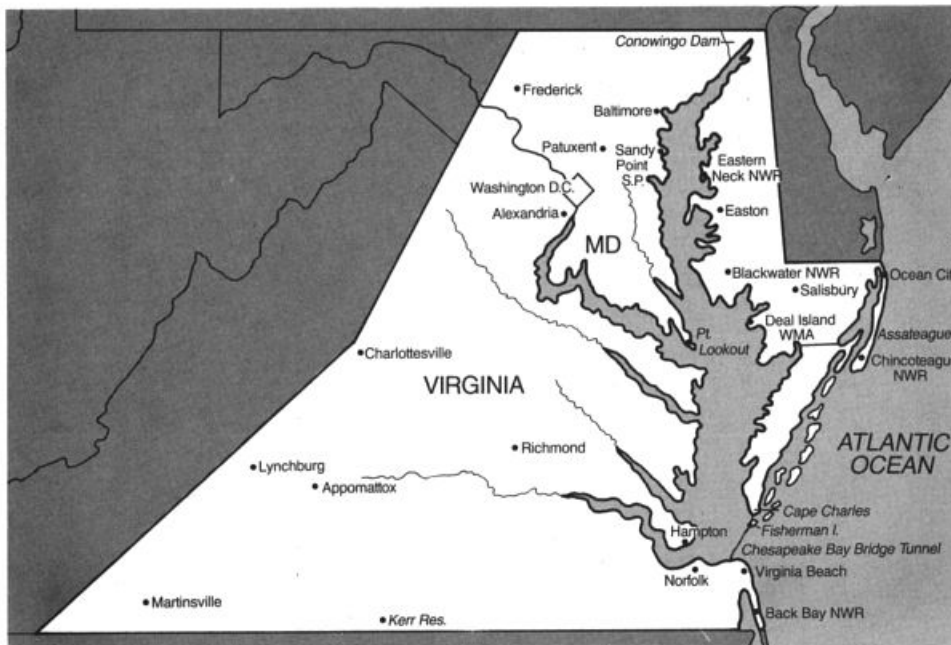 Conowingo Dam
Frederick
Baltimore
Patuxent
Sandy
Point
S.P.
Eastern
Neck NWR
Washington D.C.
Alexandria
Easton
MD
Blackwater NWR
Ocean Cit
Salisbury
Deal Island
WMA
Pt.
Lookout
Assateague
Chincoteague
NWR
Charlottesville
VIRGINIA
Richmond
ATLANTIC
OCEAN
Lynchburg
Appomattox
Cape Charles
Fisherman I.
Hampton
Chesapeake Bay Bridge Tunnel
Norfolk
Virginia Beach
Martinsville
Kerr Res.
Back Bay NWR